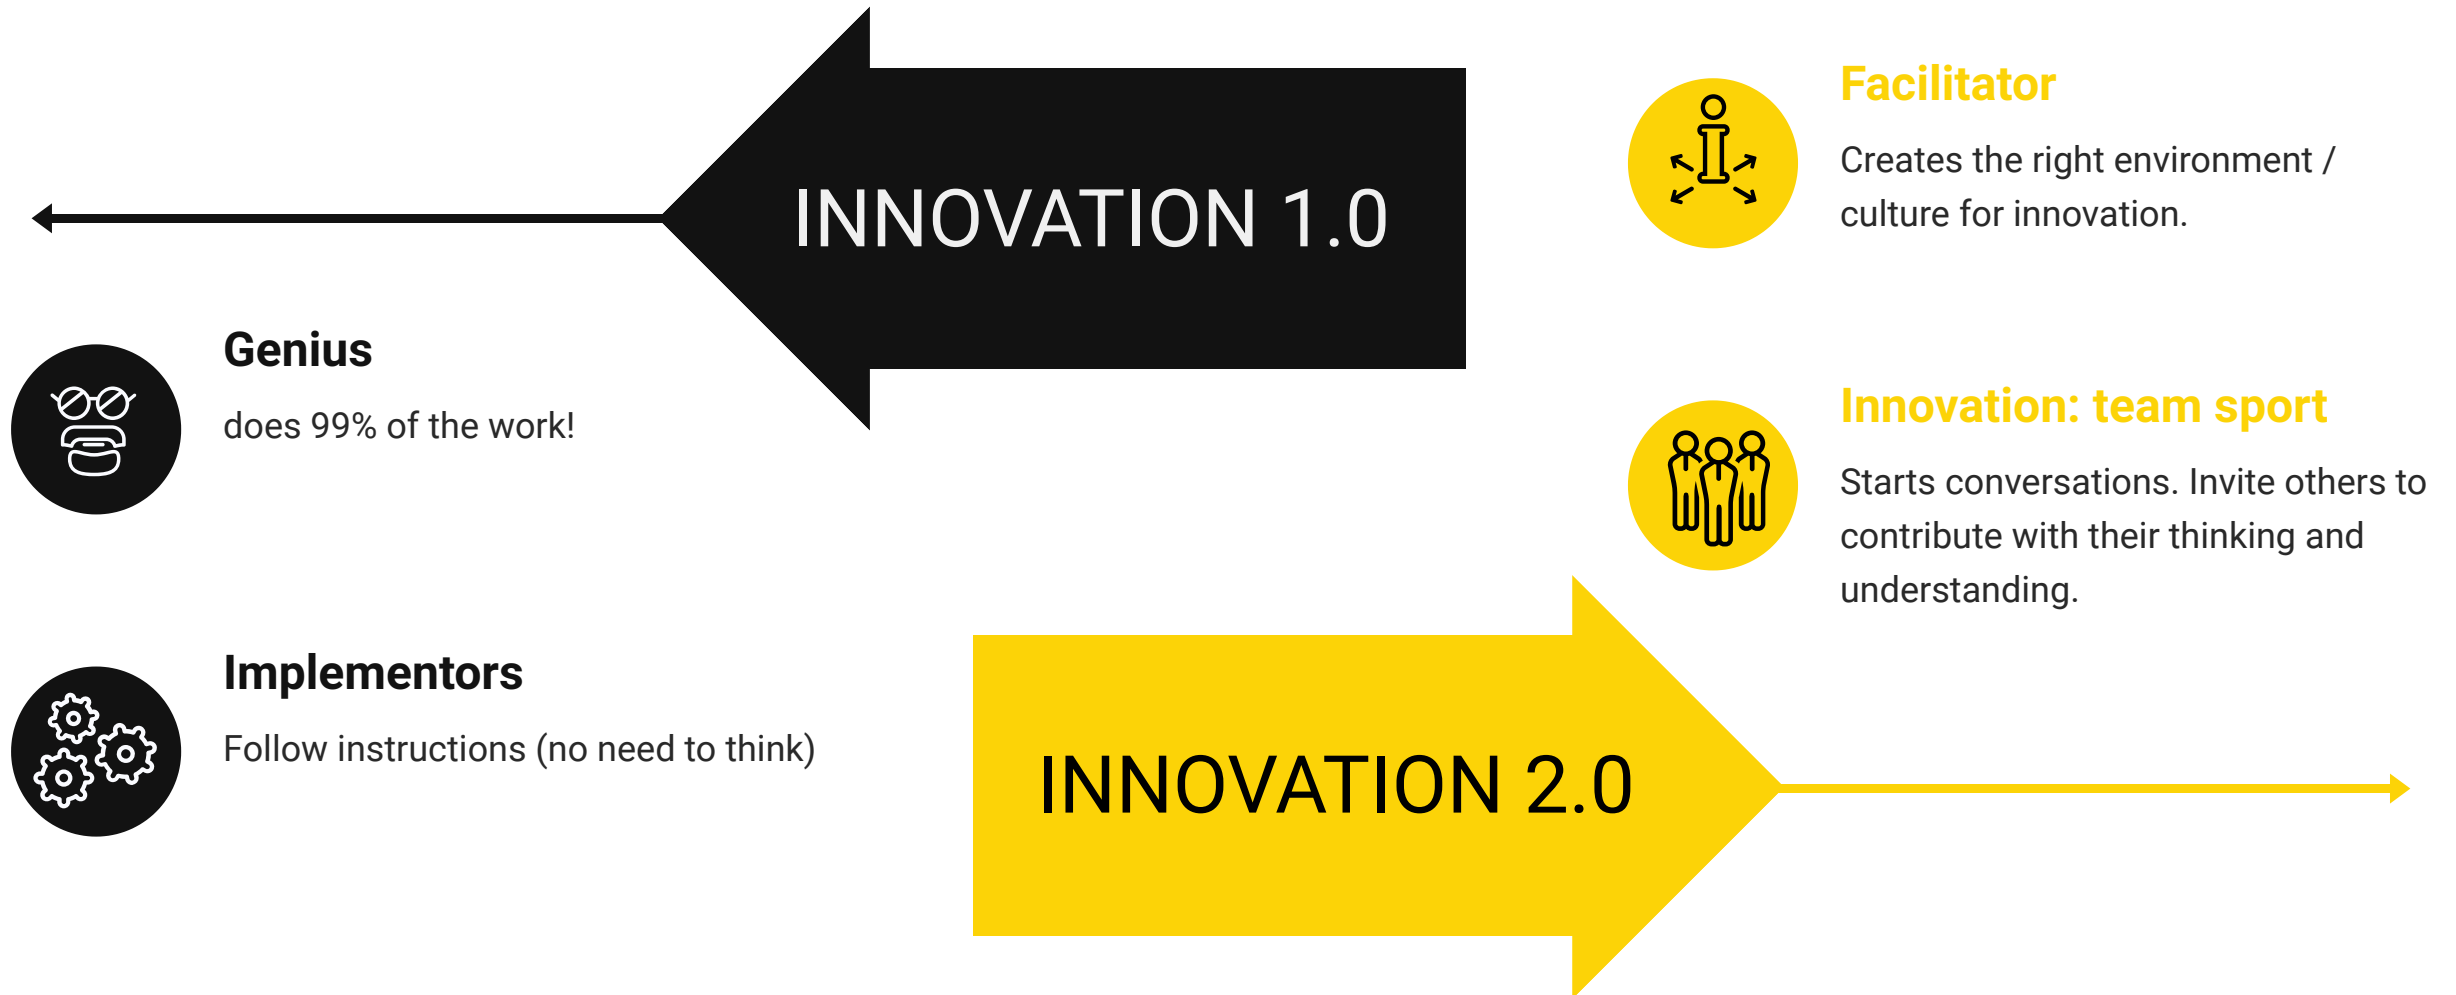 INNOVATION 1.0
Genius
does 99% of the work!
Implementors
Follow instructions (no need to think)
Facilitator
Creates the right environment /
culture for innovation.
Innovation: team sport
Starts conversations. Invite others to
contribute with their thinking and
understanding.
INNOVATION 2.0